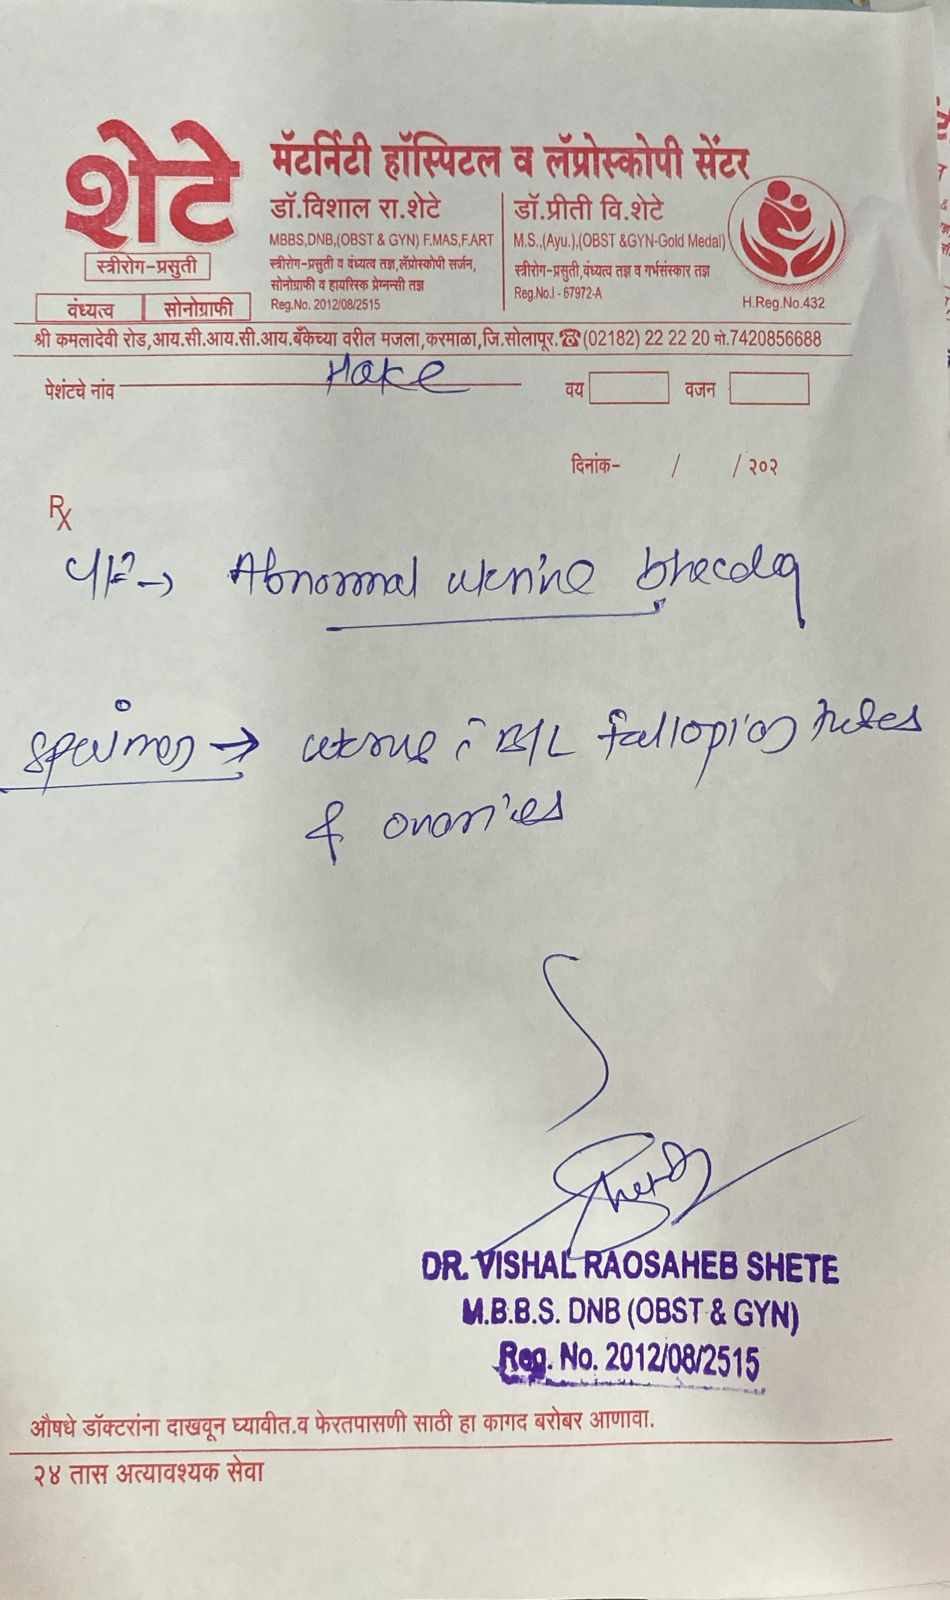 शेटे
स्त्रीरोग-प्रसुती
वंध्यत्व सोनोग्राफी
मॅटर्निटी हॉस्पिटल व लॅप्रोस्कोपी सेंटर
डॉ.विशाल रा.शेटे
MBBS,DNB,(OBST & GYN) F.MAS,F.ART
स्त्रीरोग-प्रसुती व वंध्यत्व तज्ञ,लॅप्रोस्कोपी सर्जन,
सोनोग्राफी व हायरिस्क प्रेग्नन्सी तज्ञ
Reg.No. 2012/08/2515
डॉ.प्रीती वि.शेटे
M.S.,(Ayu.),(OBST &GYN-Gold Medal)
स्त्रीरोग-प्रसुती,वंध्यत्व तज्ञ व गर्भसंस्कार तज्ञ
Reg.No.I - 67972-A
H.Reg.No.432
श्री कमलादेवी रोड,आय.सी.आय.सी.आय.बँकेच्या वरील मजला,करमाळा,जि.सोलापूर.☎(02182) 22 22 20 मो.7420856688
पेशंटचे नांव Hake वय वजन
दिनांक- / / २०२
Rx
Abnormal uterine bleeding
specimen → uterus c̄ B/L fallopian tubes
& ovaries
DR. VISHAL RAOSAHEB SHETE
M.B.B.S. DNB (OBST & GYN)
Reg. No. 2012/08/2515
औषधे डॉक्टरांना दाखवून घ्यावीत.व फेरतपासणी साठी हा कागद बरोबर आणावा.
२४ तास अत्यावश्यक सेवा